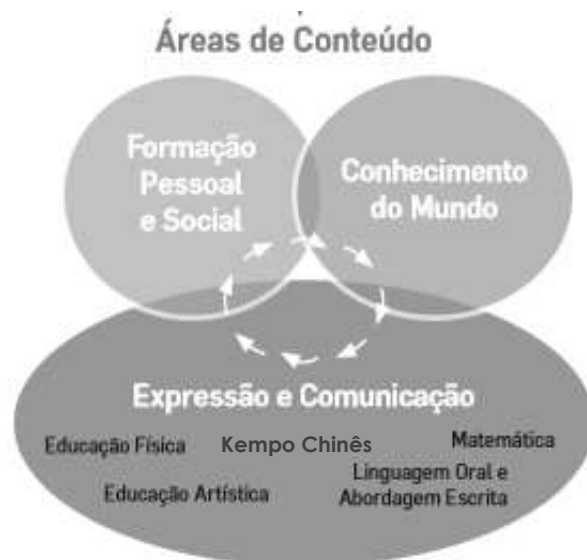 Áreas de Conteúdo
Formação
Pessoal
e Social
Conhecimento
do Mundo
Expressão e Comunicação
Educação Física
Kempo Chinês
Matemática
Educação Artística
Linguagem Oral e
Abordagem Escrita